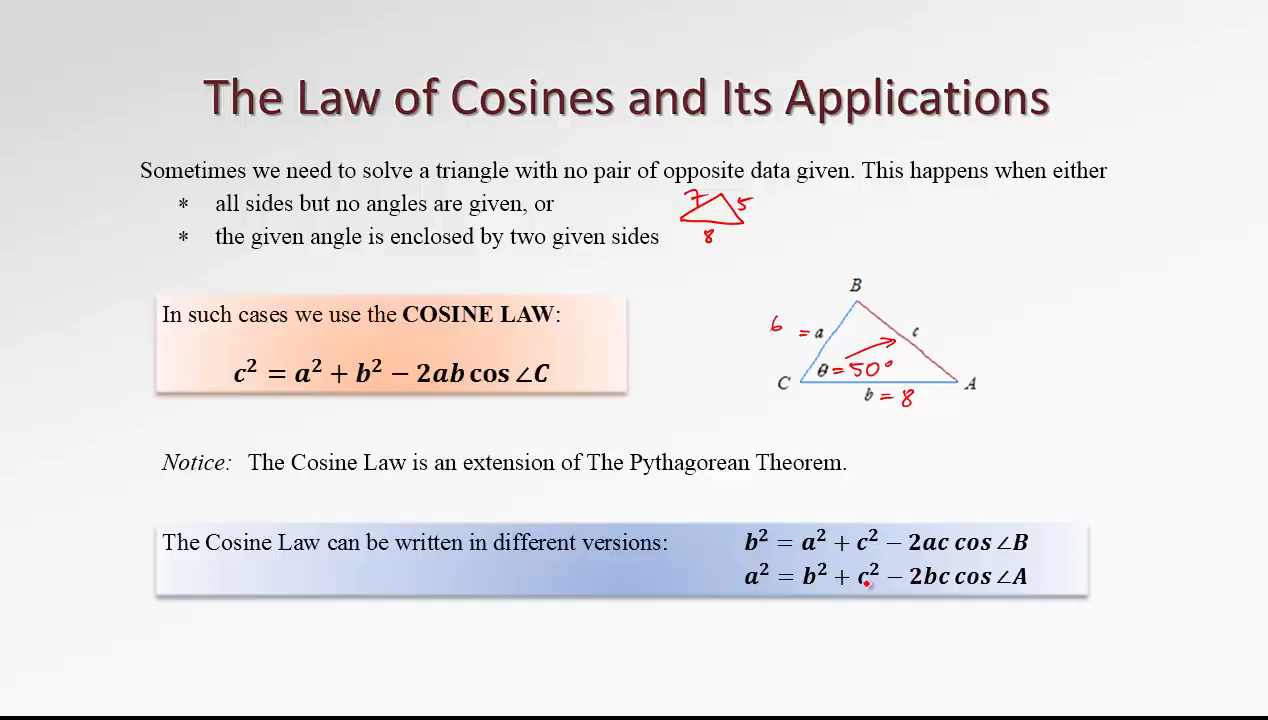 The Law of Cosines and Its Applications
Sometimes we need to solve a triangle with no pair of opposite data given. This happens when either
* all sides but no angles are given, or
7 5
* the given angle is enclosed by two given sides
8
B
In such cases we use the COSINE LAW:
6 = a c
c² = a² + b² − 2ab cos ∠C
θ = 50°
C A
b = 8
Notice: The Cosine Law is an extension of The Pythagorean Theorem.
The Cosine Law can be written in different versions: b² = a² + c² − 2ac cos ∠B
a² = b² + c² − 2bc cos ∠A